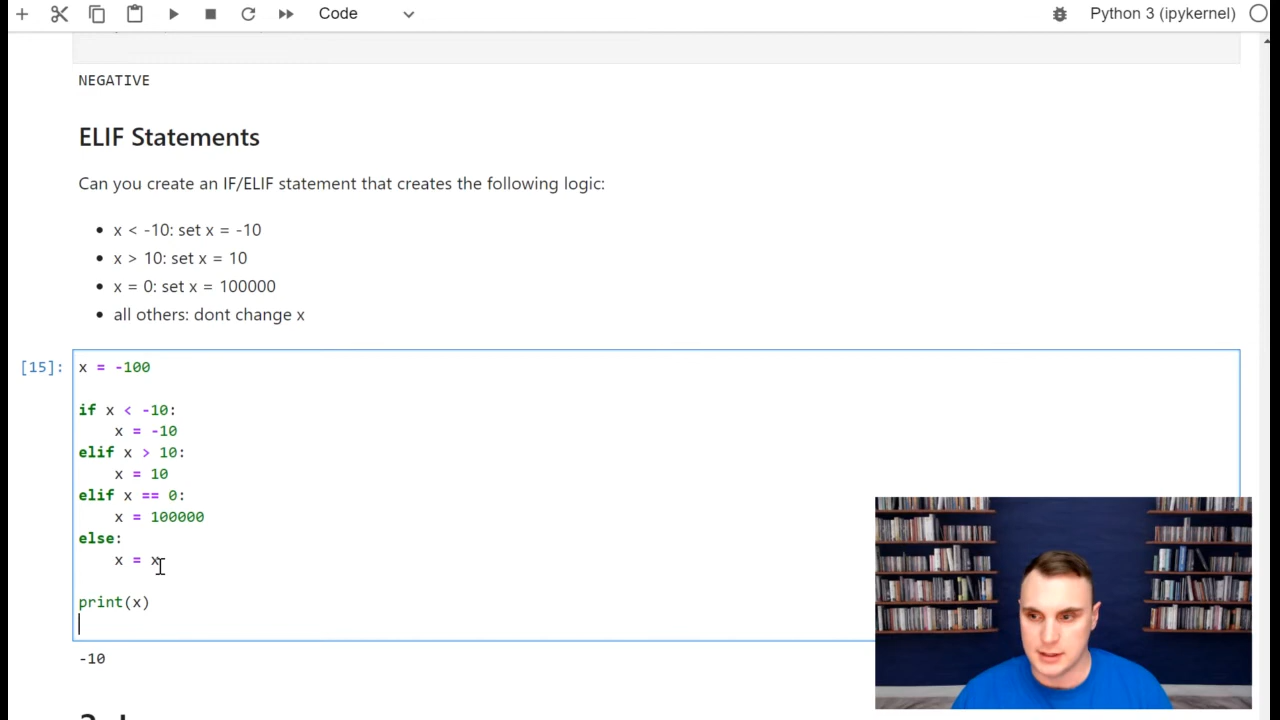 Code
Python 3 (ipykernel)
NEGATIVE
ELIF Statements
Can you create an IF/ELIF statement that creates the following logic:
• x < -10: set x = -10
• x > 10: set x = 10
• x = 0: set x = 100000
• all others: dont change x
[15]:
x = -100
if x < -10:
    x = -10
elif x > 10:
    x = 10
elif x == 0:
    x = 100000
else:
    x = x
print(x)
-10